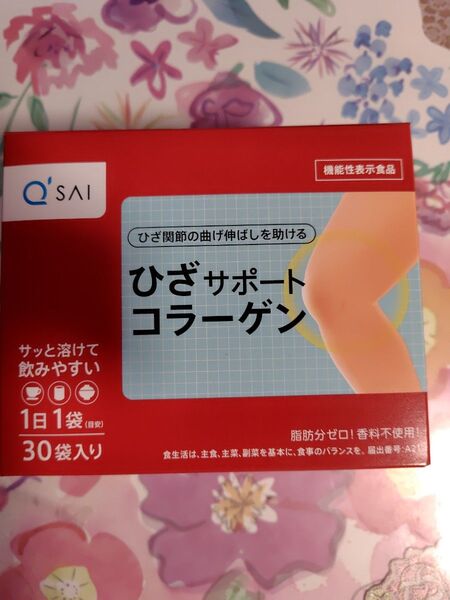 Q'SAI
機能性表示食品
ひざ関節の曲げ伸ばしを助ける
ひざサポート
コラーゲン
サッと溶けて
飲みやすい
1日1袋(目安)
30袋入り
脂肪分ゼロ!香料不使用!
食生活は、主食、主菜、副菜を基本に、食事のバランスを。届出番号:A21